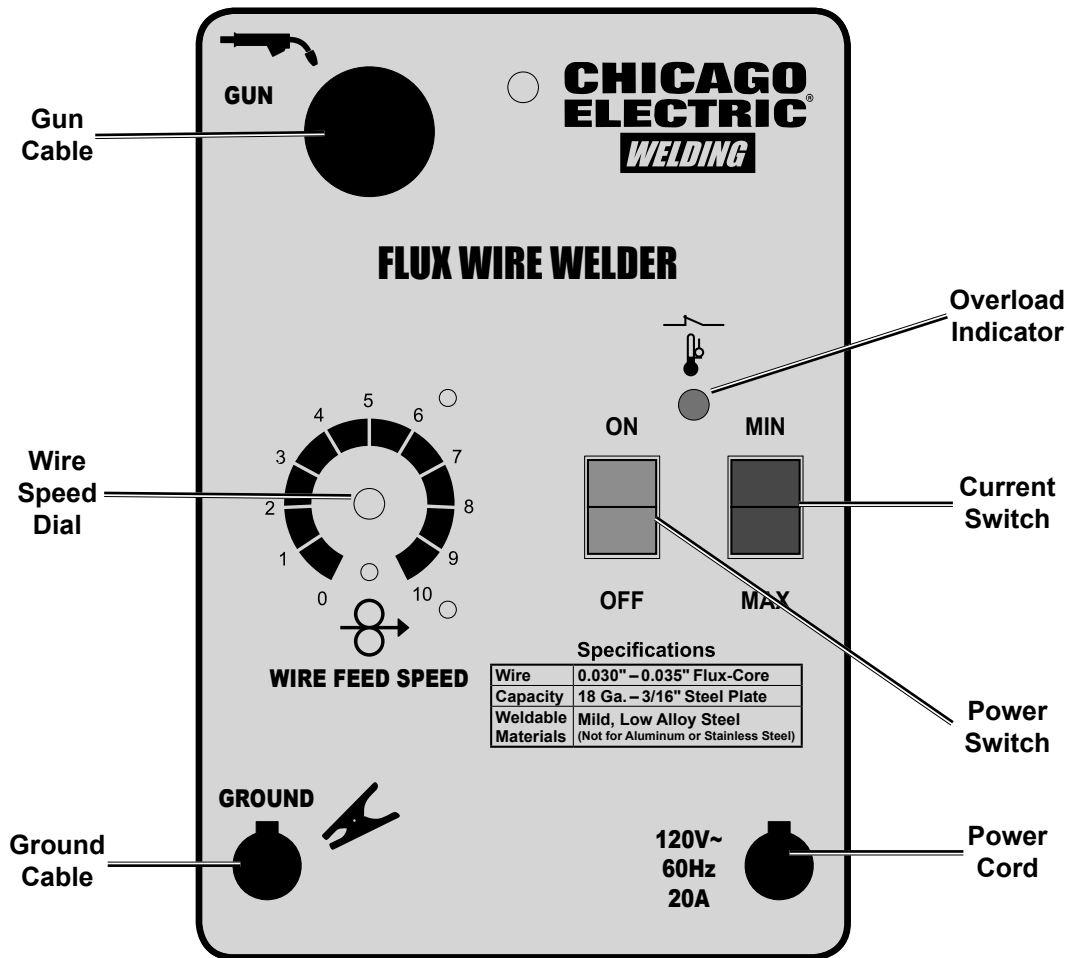 GUN
CHICAGO
ELECTRIC®
WELDING
Gun
Cable
FLUX WIRE WELDER
Overload
Indicator
ON
MIN
Wire
Speed
Dial
0
1
2
3
4
5
6
7
8
9
10
Current
Switch
OFF
MAX
WIRE FEED SPEED
Specifications
Wire 0.030" – 0.035" Flux-Core
Capacity 18 Ga. – 3/16" Steel Plate
Weldable Materials Mild, Low Alloy Steel
(Not for Aluminum or Stainless Steel)
Power
Switch
GROUND
Ground
Cable
120V~
60Hz
20A
Power
Cord